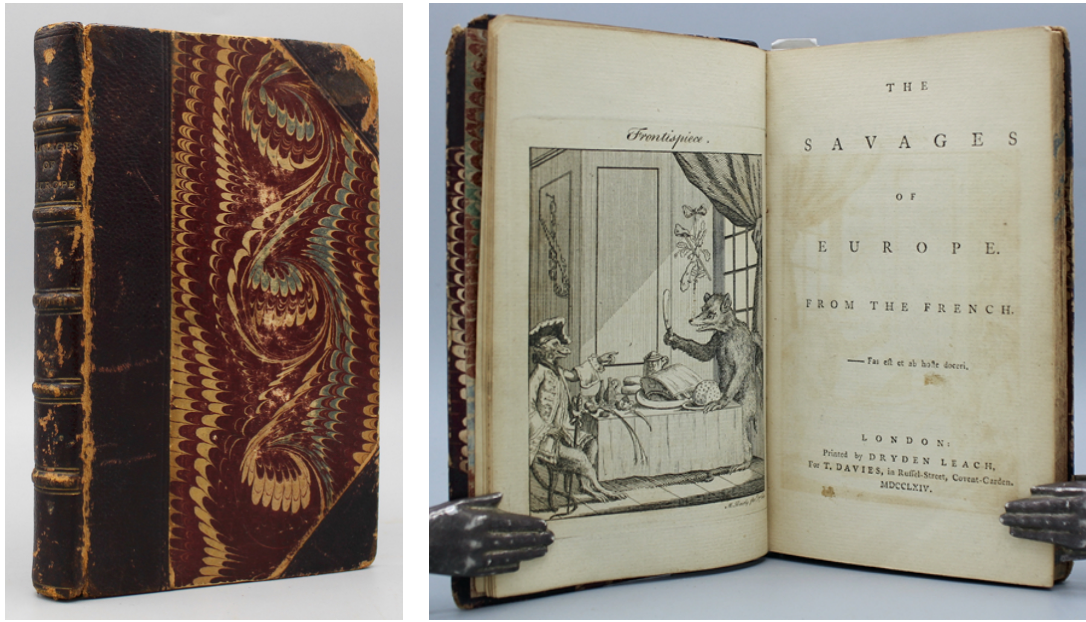 SAVAGES
OF
EUROPE
Frontispiece.
THE
SAVAGES
OF
EUROPE.
FROM THE FRENCH.
— Fas est et ab hoste doceri.
LONDON:
Printed by DRYDEN LEACH,
For T. DAVIES, in Russel-Street, Covent-Garden.
MDCCLXIV.